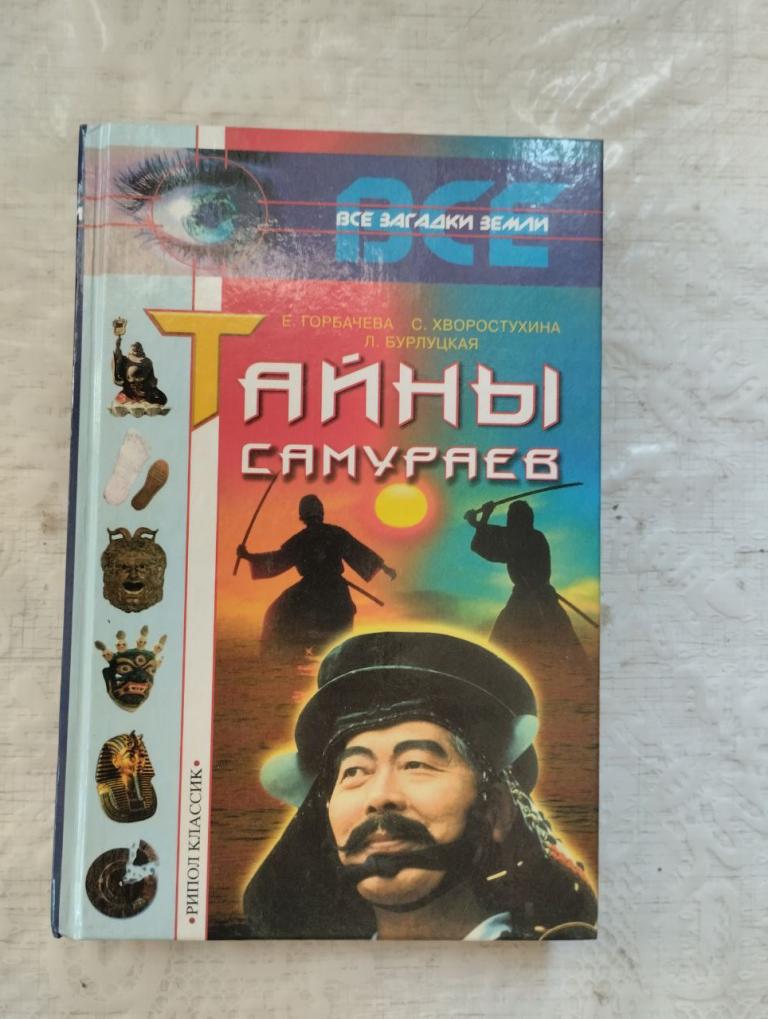 ВСЕ
ВСЕ ЗАГАДКИ ЗЕМЛИ
Е. ГОРБАЧЕВА С. ХВОРОСТУХИНА
Л. БУРЛУЦКАЯ
ТАЙНЫ
САМУРАЕВ
•РИПОЛ КЛАССИК•